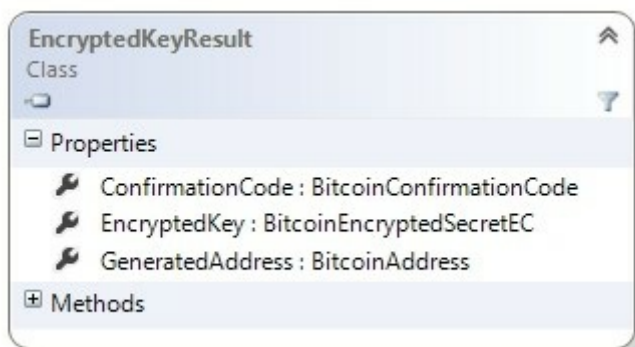 EncryptedKeyResult
Class
Properties
ConfirmationCode : BitcoinConfirmationCode
EncryptedKey : BitcoinEncryptedSecretEC
GeneratedAddress : BitcoinAddress
Methods